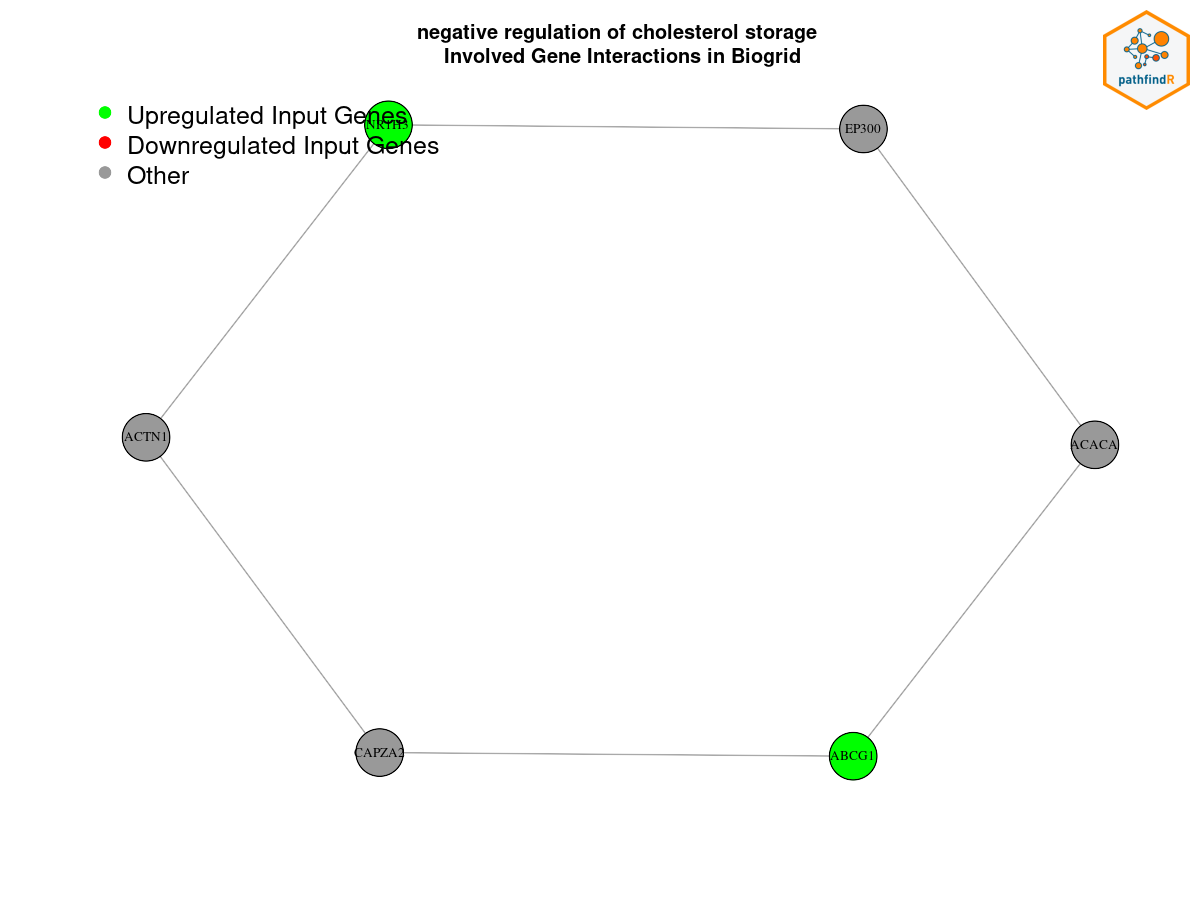 negative regulation of cholesterol storage
Involved Gene Interactions in Biogrid
pathfindR
Upregulated Input Genes
Downregulated Input Genes
Other
NR1H3
EP300
ACTN1
ACACA
CAPZA2
ABCG1